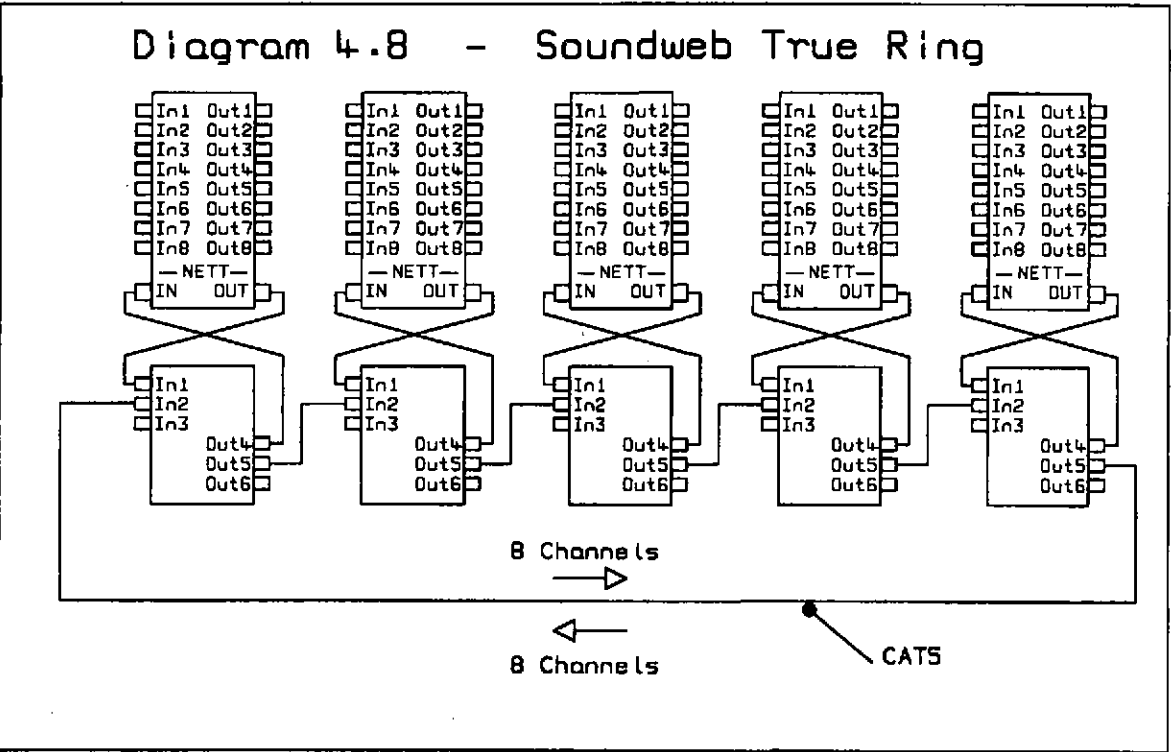 Diagram 4.8 - Soundweb True Ring
In1 Out1 In1 Out1 In1 Out1 In1 Out1 In1 Out1
In2 Out2 In2 Out2 In2 Out2 In2 Out2 In2 Out2
In3 Out3 In3 Out3 In3 Out3 In3 Out3 In3 Out3
In4 Out4 In4 Out4 In4 Out4 In4 Out4 In4 Out4
In5 Out5 In5 Out5 In5 Out5 In5 Out5 In5 Out5
In6 Out6 In6 Out6 In6 Out6 In6 Out6 In6 Out6
In7 Out7 In7 Out7 In7 Out7 In7 Out7 In7 Out7
In8 Out8 In8 Out8 In8 Out8 In8 Out8 In8 Out8
—NETT— —NETT— —NETT— —NETT— —NETT—
IN OUT IN OUT IN OUT IN OUT IN OUT
In1 In1 In1 In1 In1
In2 In2 In2 In2 In2
In3 In3 In3 In3 In3
Out4 Out4 Out4 Out4 Out4
Out5 Out5 Out5 Out5 Out5
Out6 Out6 Out6 Out6 Out6
8 Channels
8 Channels
CAT5